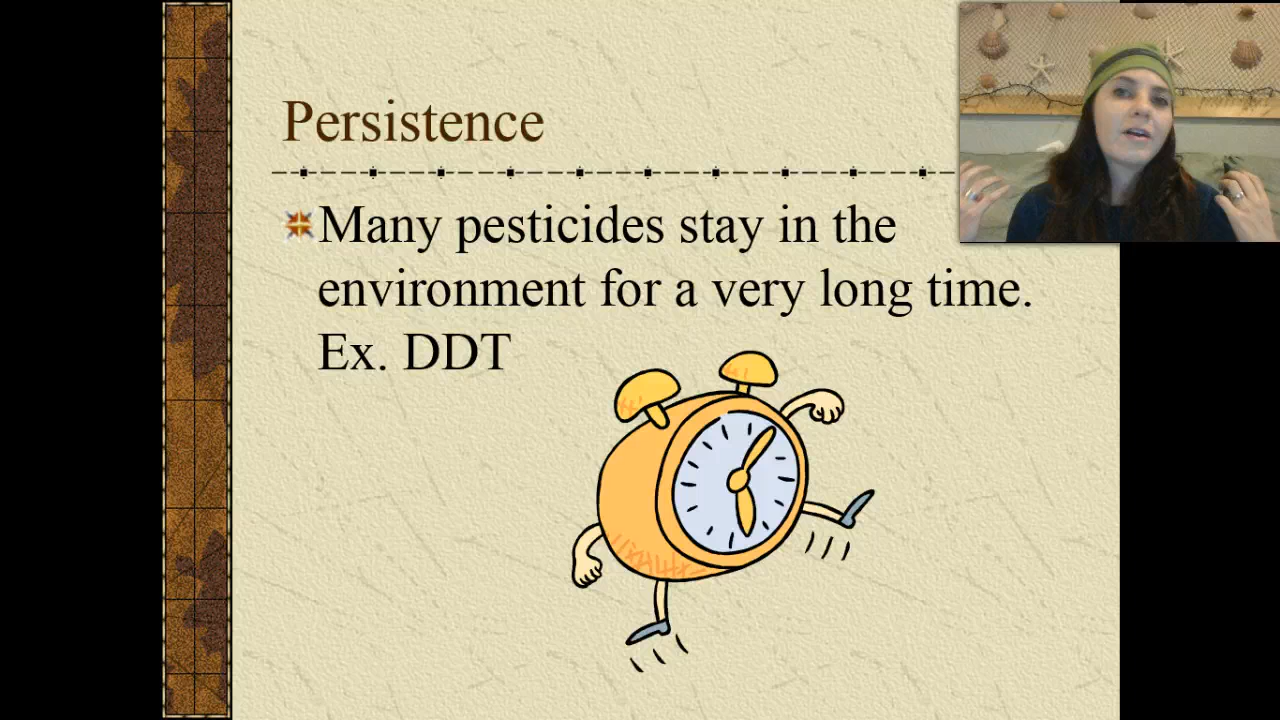 Persistence
Many pesticides stay in the
environment for a very long time.
Ex. DDT